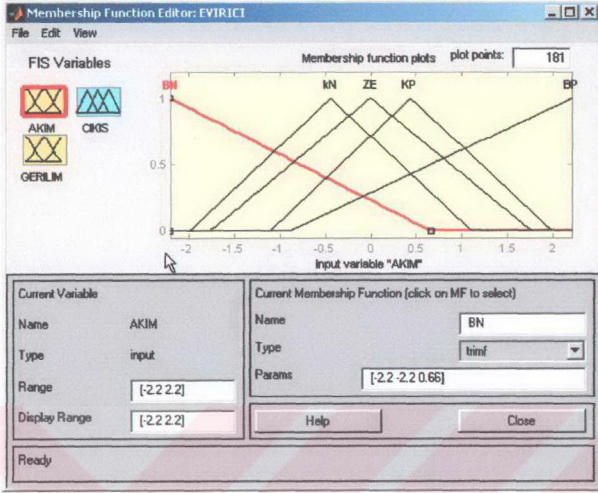 Membership Function Editor: EVIRICI
File Edit View
FIS Variables
Membership function plots
plot points:
181
BN
kN
ZE
KP
BP
AKIM
CIKIS
GERILIM
1
0.5
0
-2
-1.5
-1
-0.5
0
0.5
1
1.5
2
input variable "AKIM"
Current Variable
Name
AKIM
Type
input
Range
[-2.2 2.2]
Display Range
[-2.2 2.2]
Current Membership Function (click on MF to select)
Name
BN
Type
trimf
Params
[-2.2 -2.2 0.66]
Help
Close
Ready